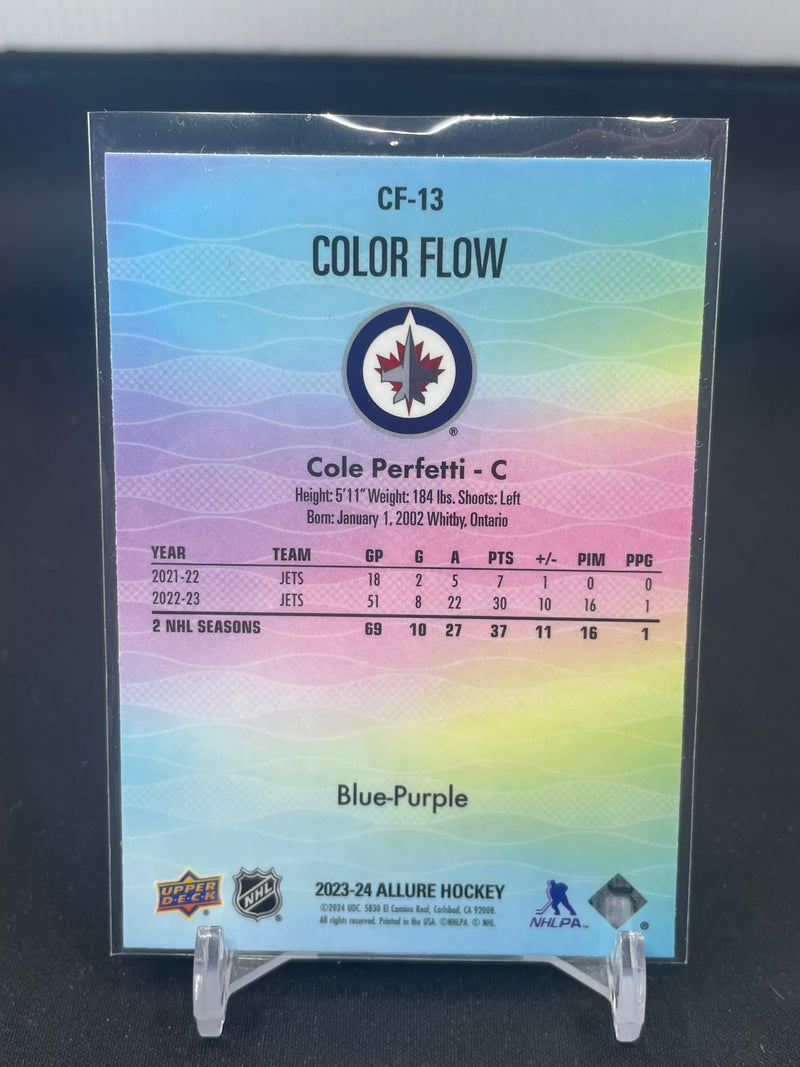 CF-13
COLOR FLOW
®
Cole Perfetti - C
Height: 5'11" Weight: 184 lbs. Shoots: Left
Born: January 1, 2002 Whitby, Ontario
YEAR TEAM GP G A PTS +/- PIM PPG
2021-22 JETS 18 2 5 7 1 0 0
2022-23 JETS 51 8 22 30 10 16 1
2 NHL SEASONS 69 10 27 37 11 16 1
Blue-Purple
UPPER
D·E·C·K
®
NHL
®
2023-24 ALLURE HOCKEY
©2024 UDC. 5830 El Camino Real, Carlsbad, CA 92008.
All rights reserved. Printed in the USA. ©NHLPA. © NHL.
NHLPA™
®